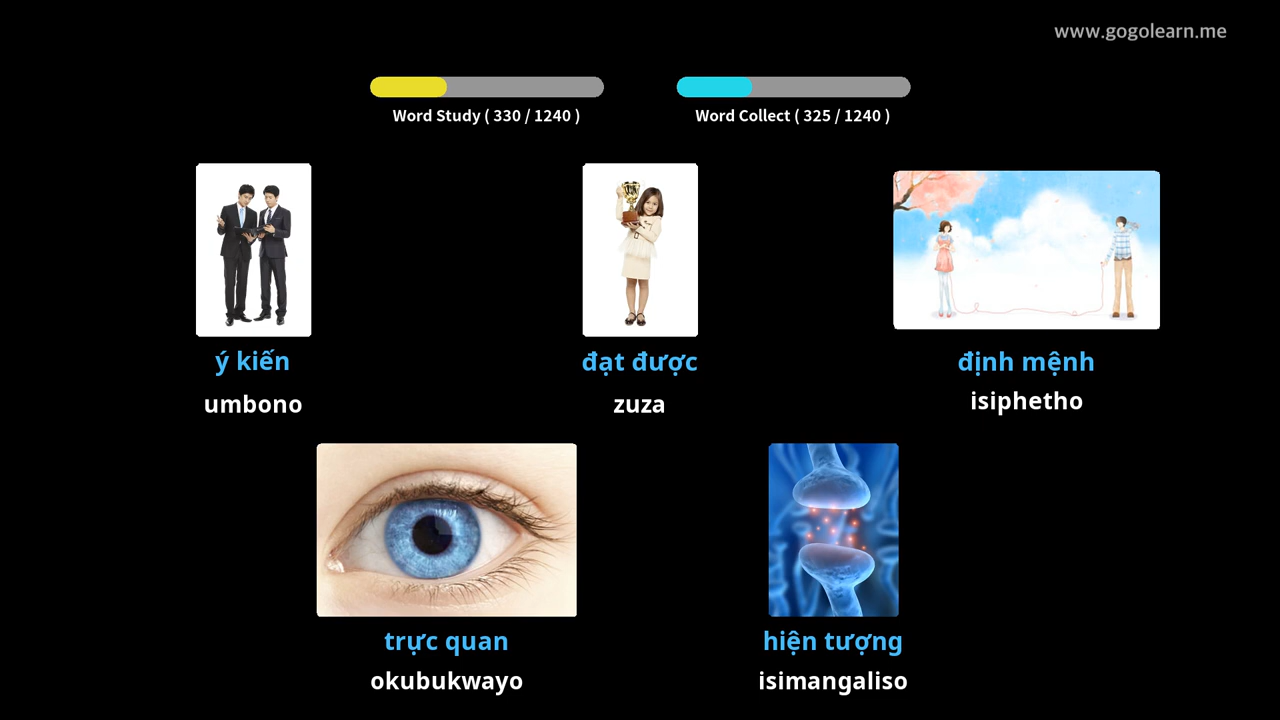 www.gogolearn.me
Word Study ( 330 / 1240 )
Word Collect ( 325 / 1240 )
ý kiến
umbono
đạt được
zuza
định mệnh
isiphetho
trực quan
okubukwayo
hiện tượng
isimangaliso